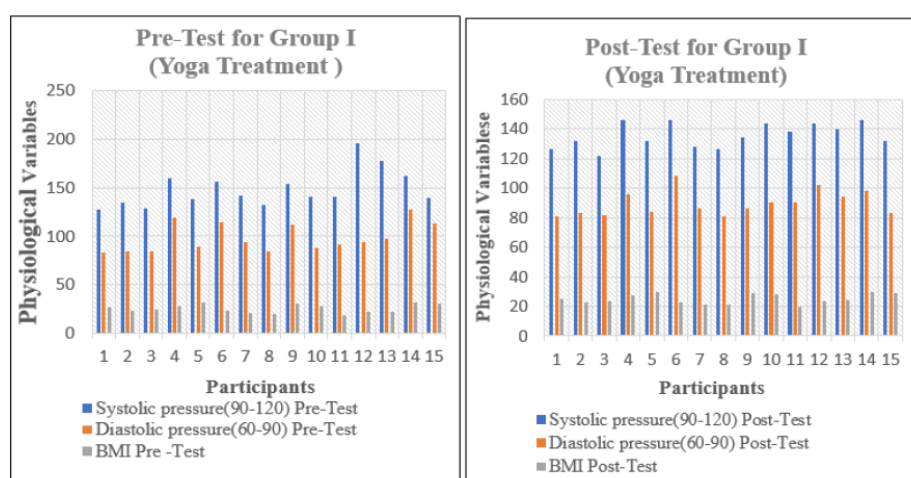 Pre-Test for Group I
(Yoga Treatment )
250
200
150
100
50
0
Physiological Variables
1 2 3 4 5 6 7 8 9 10 11 12 13 14 15
Participants
Systolic pressure(90-120) Pre-Test
Diastolic pressure(60-90) Pre-Test
BMI Pre -Test
Post-Test for Group I
(Yoga Treatment)
160
140
120
100
80
60
40
20
0
Physiological Variablese
1 2 3 4 5 6 7 8 9 10 11 12 13 14 15
Participants
Systolic pressure(90-120) Post-Test
Diastolic pressure(60-90) Post-Test
BMI Post-Test